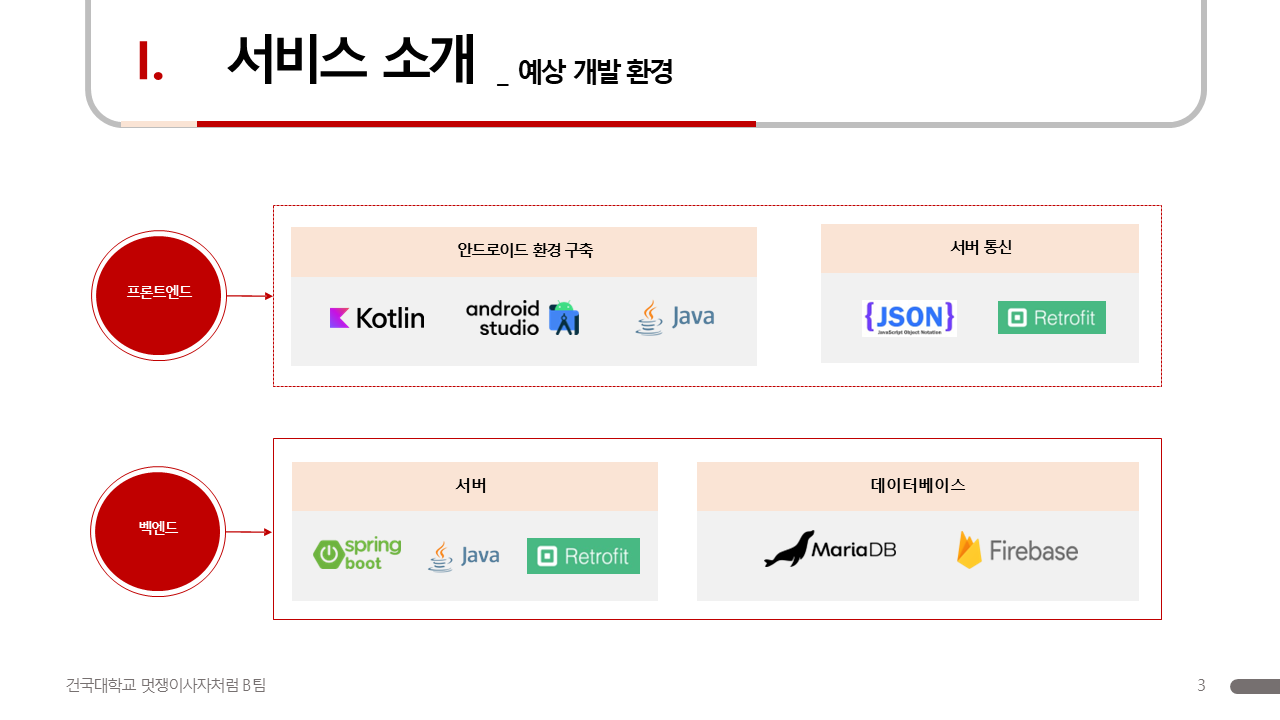 I. 서비스 소개 _ 예상 개발 환경
프론트엔드
안드로이드 환경 구축
Kotlin
android
studio
Java
서버 통신
{JSON}
JavaScript Object Notation
Retrofit
벡엔드
서버
spring
boot
Java
Retrofit
데이터베이스
MariaDB
Firebase
건국대학교 멋쟁이사자처럼 B팀
3